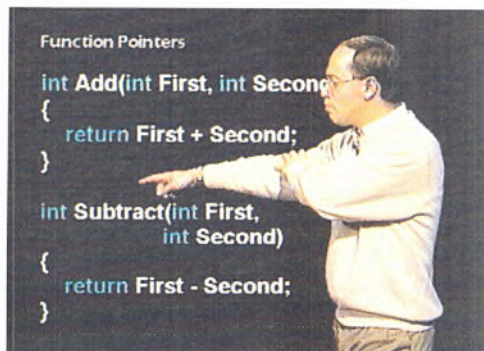 Function Pointers
int Add(int First, int Second
{
return First + Second;
}
int Subtract(int First,
int Second)
{
return First - Second;
}